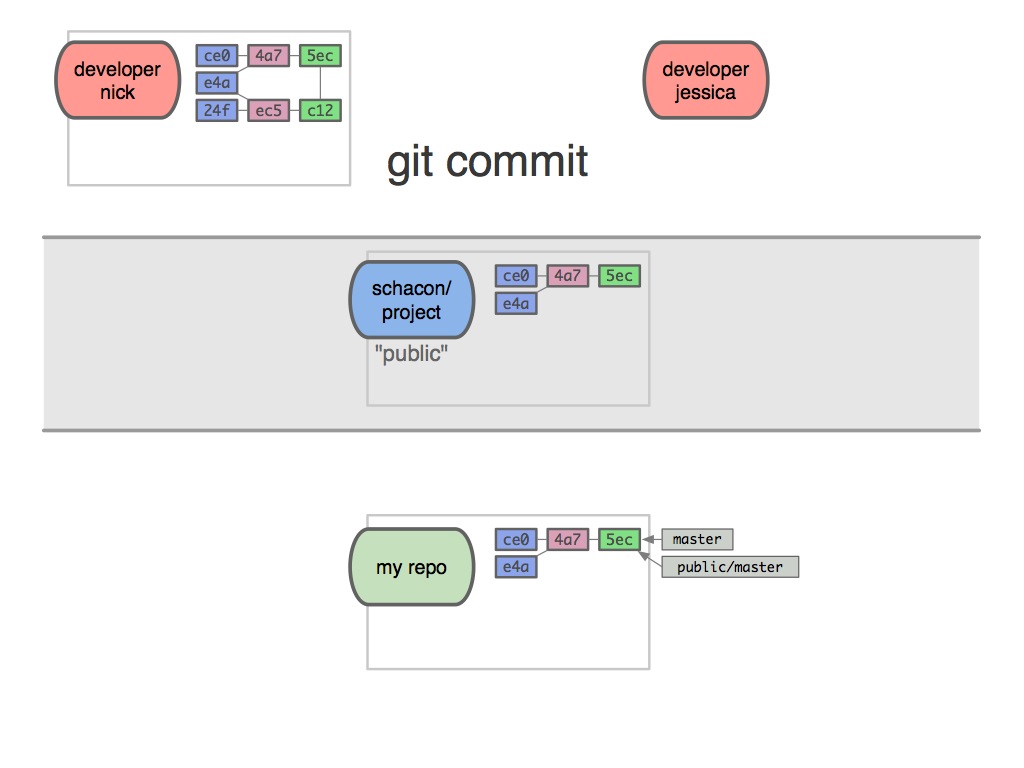 developer
nick
ce0 4a7 5ec
e4a
24f ec5 c12
developer
jessica
git commit
schacon/
project
"public"
ce0 4a7 5ec
e4a
my repo
ce0 4a7 5ec
e4a
master
public/master